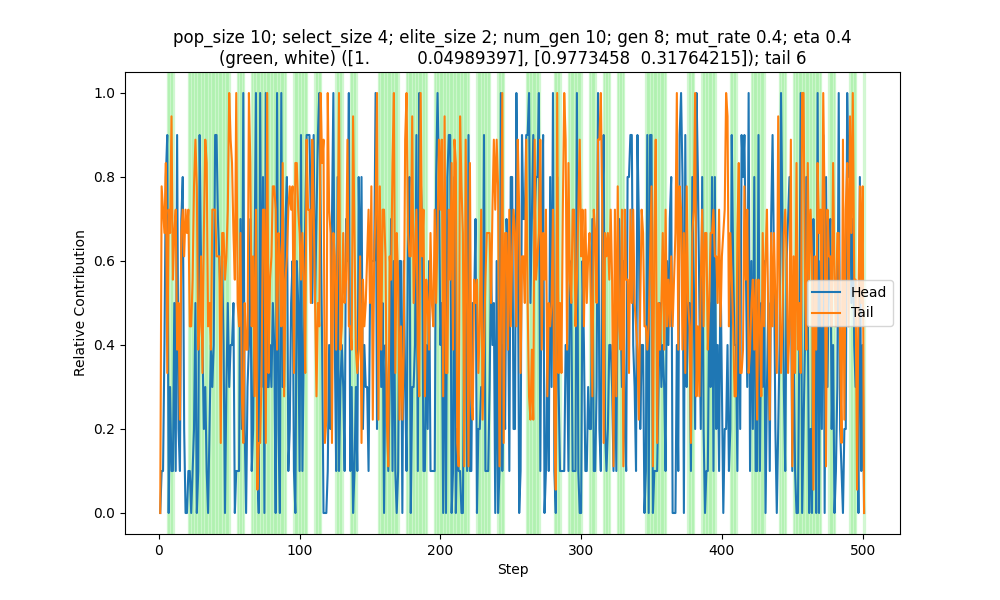 pop_size 10; select_size 4; elite_size 2; num_gen 10; gen 8; mut_rate 0.4; eta 0.4
(green, white) ([1.         0.04989397], [0.9773458  0.31764215]); tail 6
1.0
0.8
0.6
0.4
0.2
0.0
Relative Contribution
Head
Tail
0
100
200
300
400
500
Step